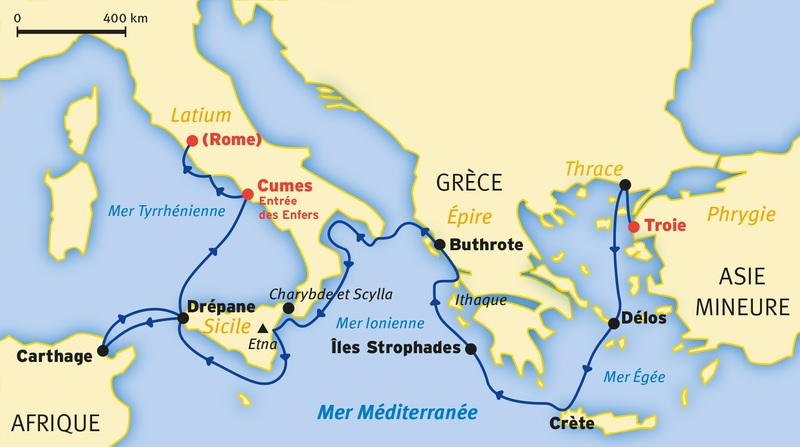 0 400 km
Latium
(Rome)
Cumes
Entrée
des Enfers
Mer Tyrrhénienne
GRÈCE
Épire
Buthrote
Thrace
Troie
Phrygie
ASIE
MINEURE
Drépane
Sicile
Etna
Charybde et Scylla
Mer Ionienne
Ithaque
Îles Strophades
Délos
Carthage
Mer Égée
Mer Méditerranée
Crète
AFRIQUE